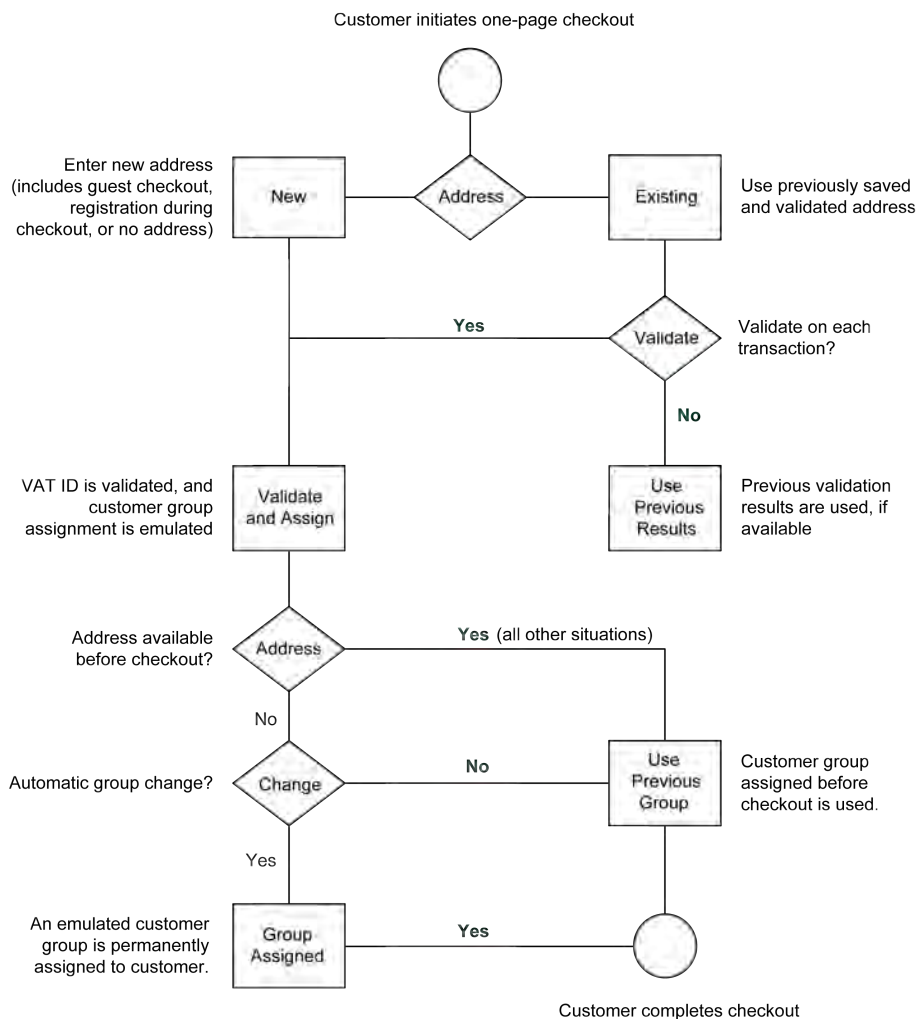 Customer initiates one-page checkout
Enter new address
(includes guest checkout,
registration during
checkout, or no address)
New
Address
Existing
Use previously saved
and validated address
Yes
Validate
Validate on each
transaction?
No
VAT ID is validated, and
customer group
assignment is emulated
Validate
and Assign
Use
Previous
Results
Previous validation
results are used, if
available
Address available
before checkout?
Address
Yes (all other situations)
No
Automatic group change?
Change
No
Use
Previous
Group
Customer group
assigned before
checkout is used.
Yes
An emulated customer
group is permanently
assigned to customer.
Group
Assigned
Yes
Customer completes checkout